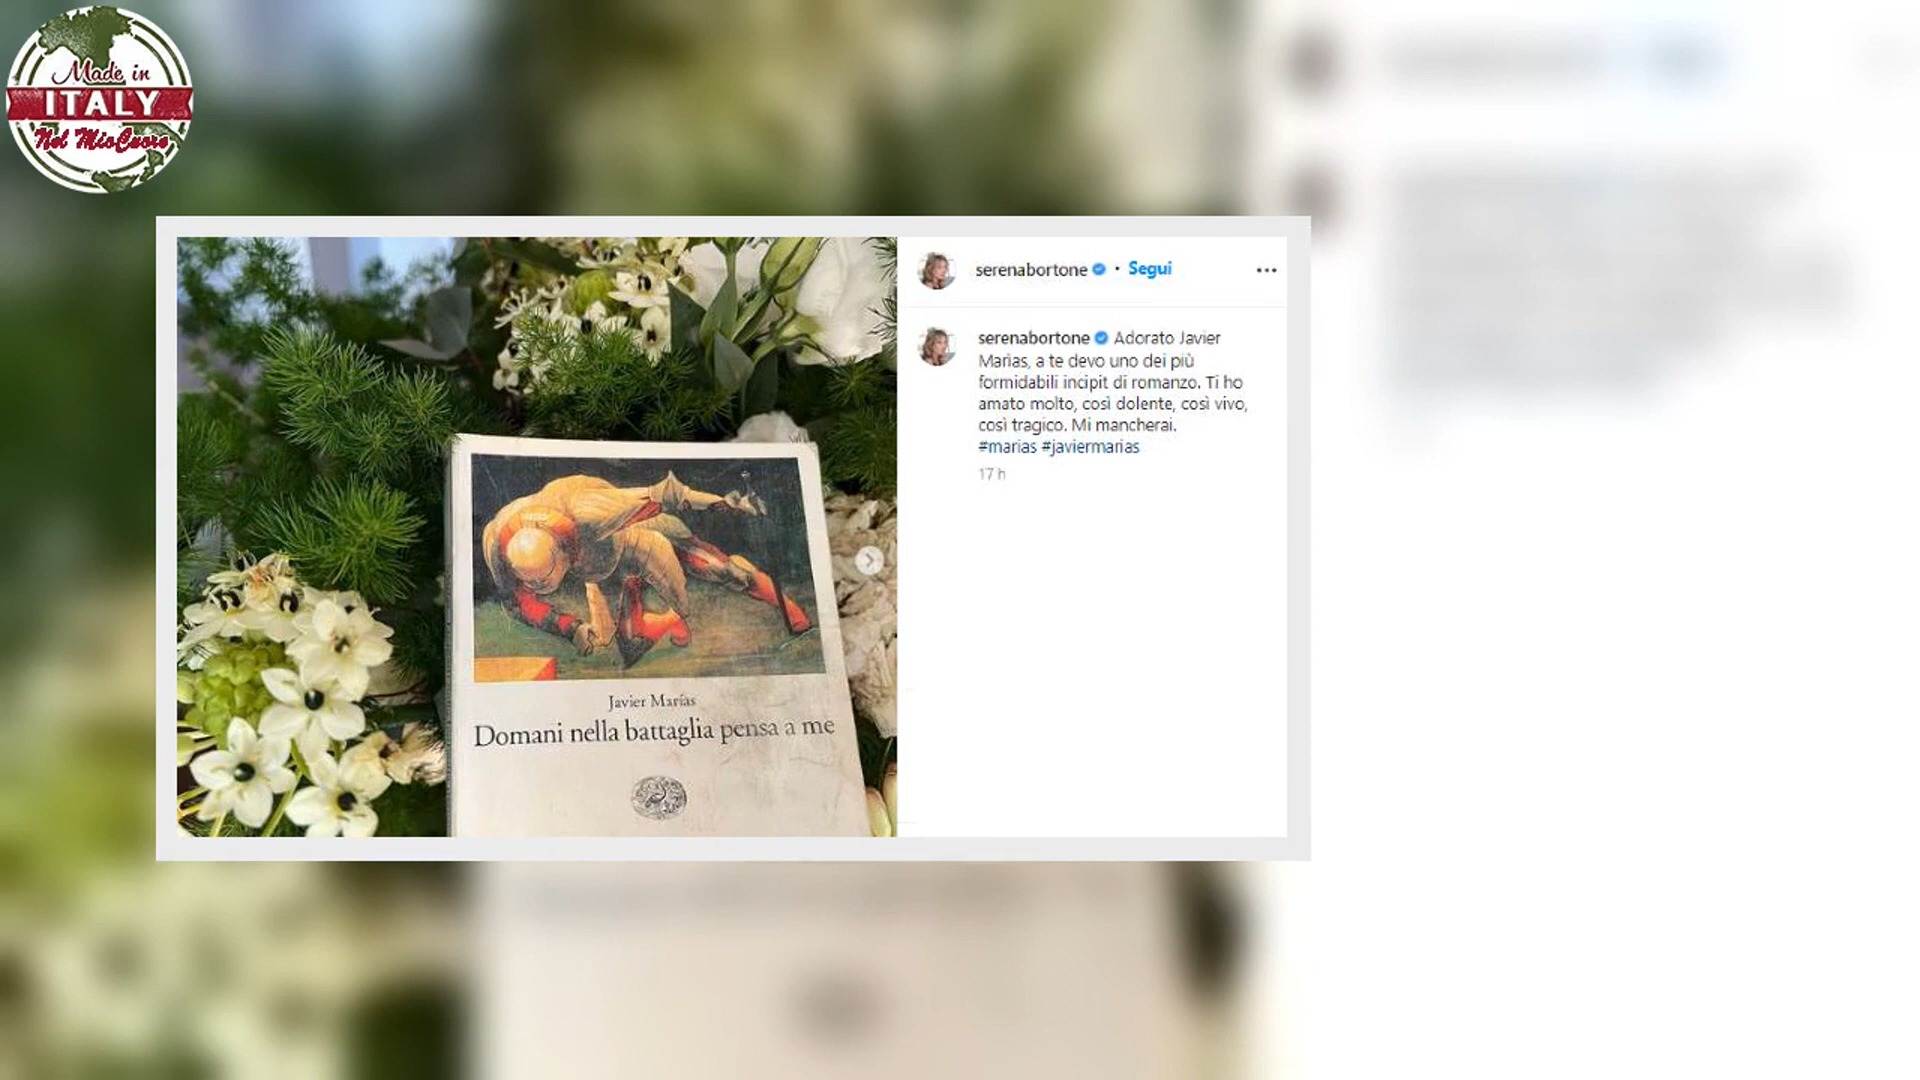 Made in
ITALY
Nel Mio Cuore
serenabortone • Segui
serenabortone Adorato Javier
Marias, a te devo uno dei più
formidabili incipit di romanzo. Ti ho
amato molto, così dolente, così vivo,
così tragico. Mi mancherai.
#marias #javiermarias
17 h
Javier Marías
Domani nella battaglia pensa a me